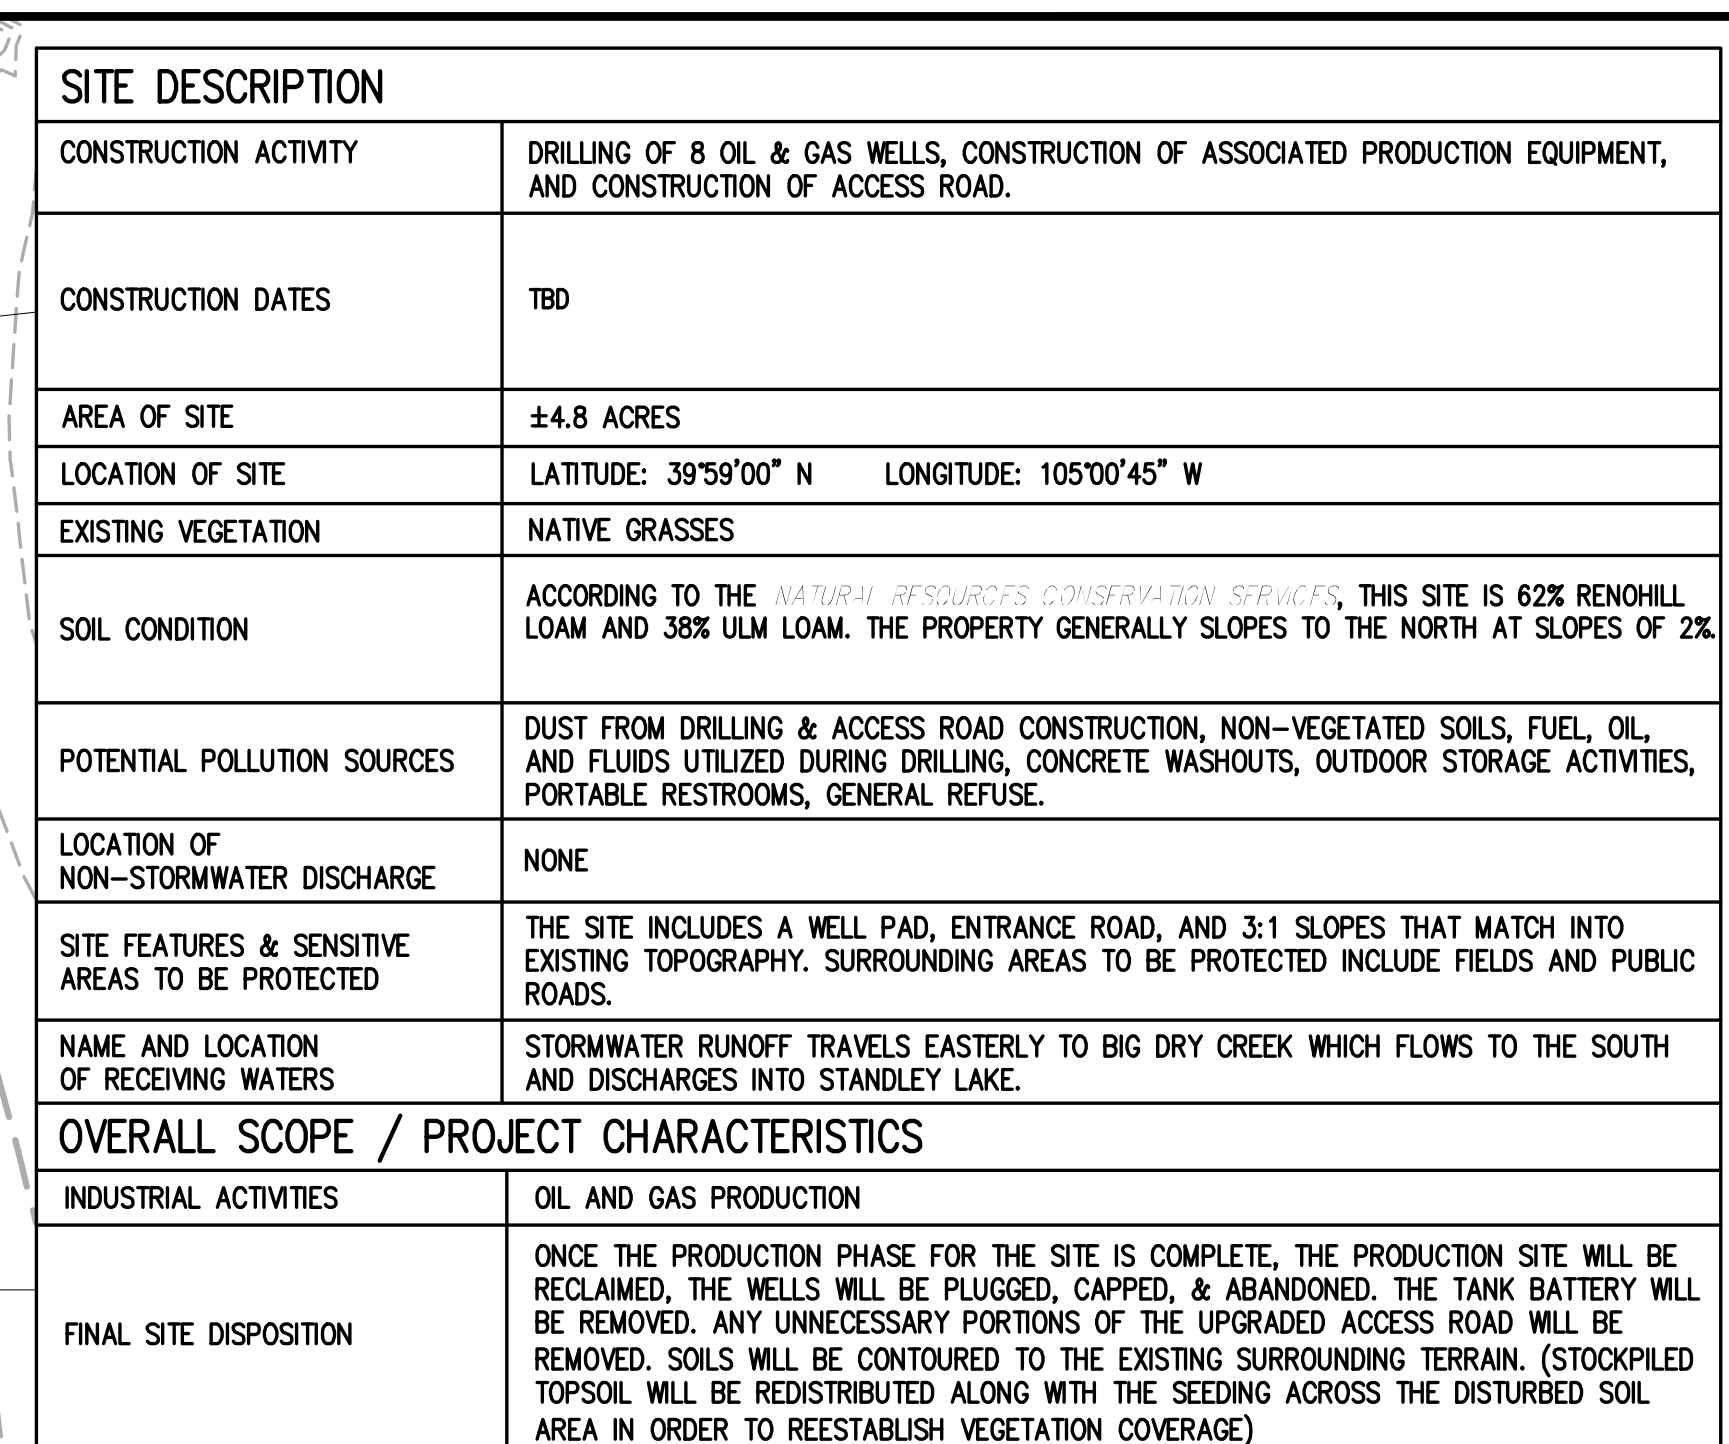 SITE DESCRIPTION
CONSTRUCTION ACTIVITY
DRILLING OF 8 OIL & GAS WELLS, CONSTRUCTION OF ASSOCIATED PRODUCTION EQUIPMENT,
AND CONSTRUCTION OF ACCESS ROAD.
CONSTRUCTION DATES
TBD
AREA OF SITE
±4.8 ACRES
LOCATION OF SITE
LATITUDE: 39°59'00" N LONGITUDE: 105°00'45" W
EXISTING VEGETATION
NATIVE GRASSES
SOIL CONDITION
ACCORDING TO THE NATURAL RESOURCES CONSERVATION SERVICES, THIS SITE IS 62% RENOHILL
LOAM AND 38% ULM LOAM. THE PROPERTY GENERALLY SLOPES TO THE NORTH AT SLOPES OF 2%.
POTENTIAL POLLUTION SOURCES
DUST FROM DRILLING & ACCESS ROAD CONSTRUCTION, NON-VEGETATED SOILS, FUEL, OIL,
AND FLUIDS UTILIZED DURING DRILLING, CONCRETE WASHOUTS, OUTDOOR STORAGE ACTIVITIES,
PORTABLE RESTROOMS, GENERAL REFUSE.
LOCATION OF
NON-STORMWATER DISCHARGE
NONE
SITE FEATURES & SENSITIVE
AREAS TO BE PROTECTED
THE SITE INCLUDES A WELL PAD, ENTRANCE ROAD, AND 3:1 SLOPES THAT MATCH INTO
EXISTING TOPOGRAPHY. SURROUNDING AREAS TO BE PROTECTED INCLUDE FIELDS AND PUBLIC
ROADS.
NAME AND LOCATION
OF RECEIVING WATERS
STORMWATER RUNOFF TRAVELS EASTERLY TO BIG DRY CREEK WHICH FLOWS TO THE SOUTH
AND DISCHARGES INTO STANDLEY LAKE.
OVERALL SCOPE / PROJECT CHARACTERISTICS
INDUSTRIAL ACTIVITIES
OIL AND GAS PRODUCTION
FINAL SITE DISPOSITION
ONCE THE PRODUCTION PHASE FOR THE SITE IS COMPLETE, THE PRODUCTION SITE WILL BE
RECLAIMED, THE WELLS WILL BE PLUGGED, CAPPED, & ABANDONED. THE TANK BATTERY WILL
BE REMOVED. ANY UNNECESSARY PORTIONS OF THE UPGRADED ACCESS ROAD WILL BE
REMOVED. SOILS WILL BE CONTOURED TO THE EXISTING SURROUNDING TERRAIN. (STOCKPILED
TOPSOIL WILL BE REDISTRIBUTED ALONG WITH THE SEEDING ACROSS THE DISTURBED SOIL
AREA IN ORDER TO REESTABLISH VEGETATION COVERAGE)